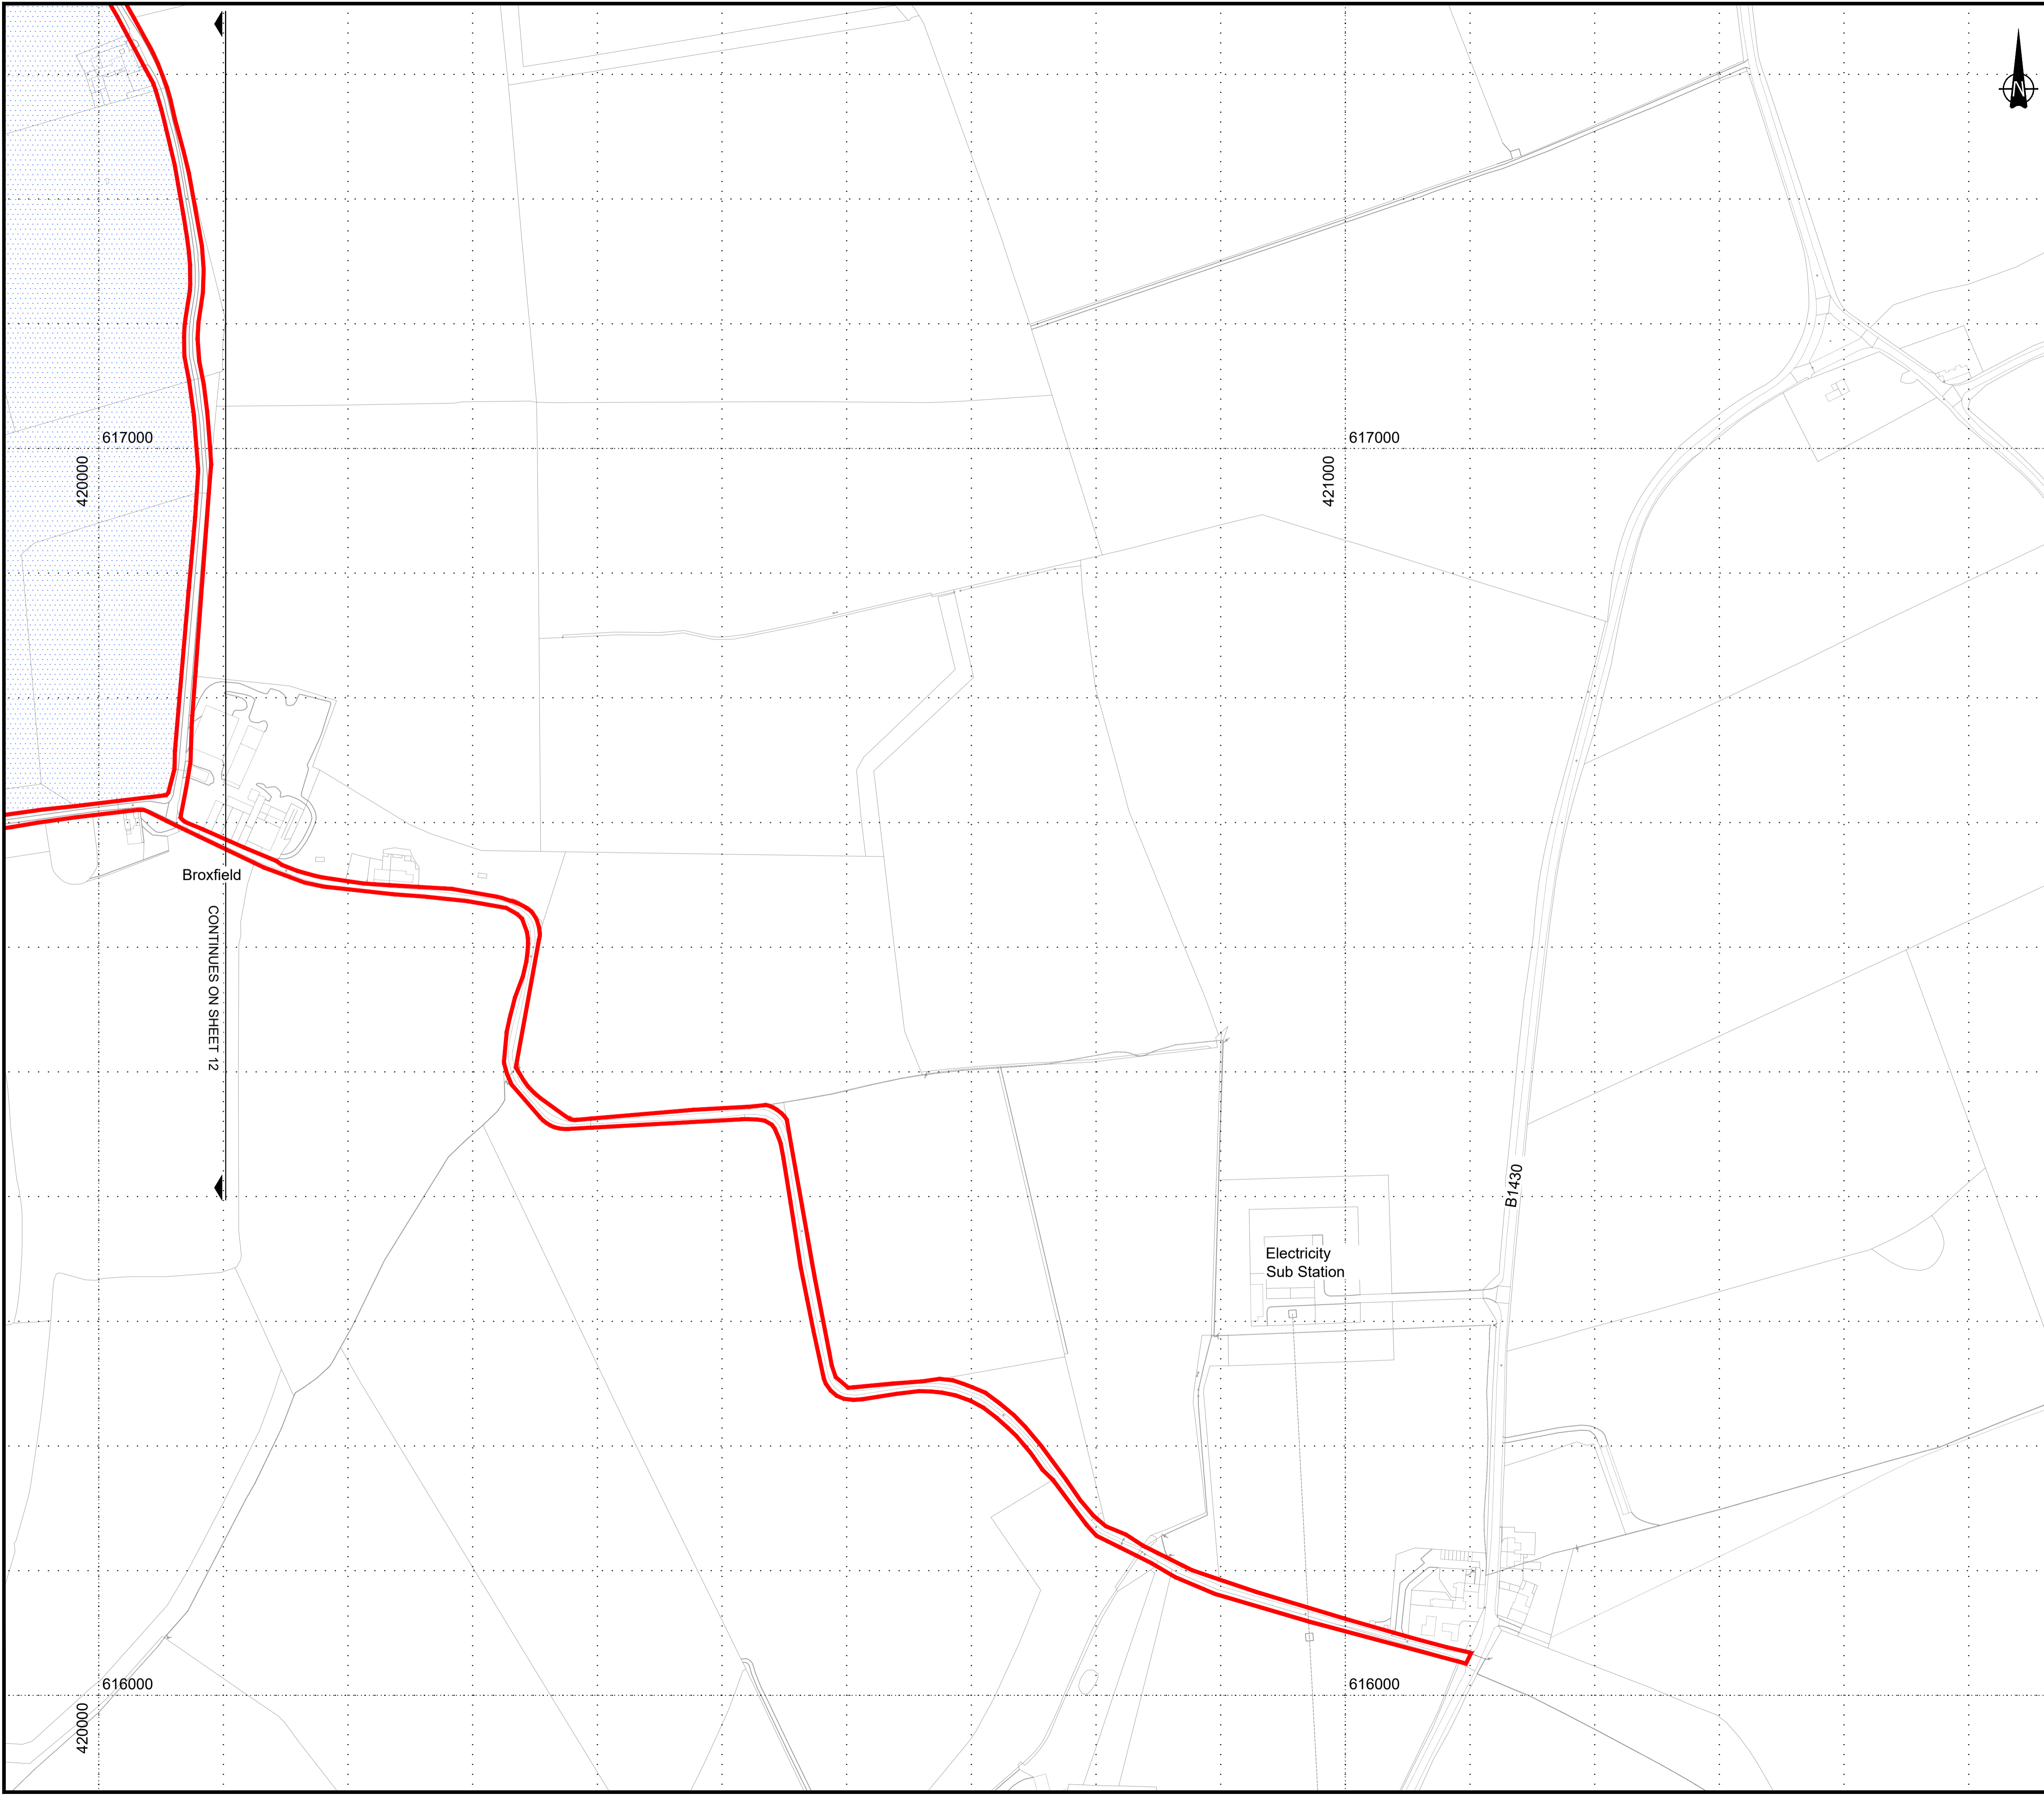 N
617000
617000
420000
421000
Broxfield
CONTINUES ON SHEET 12
B1430
Electricity
Sub Station
616000
616000
420000